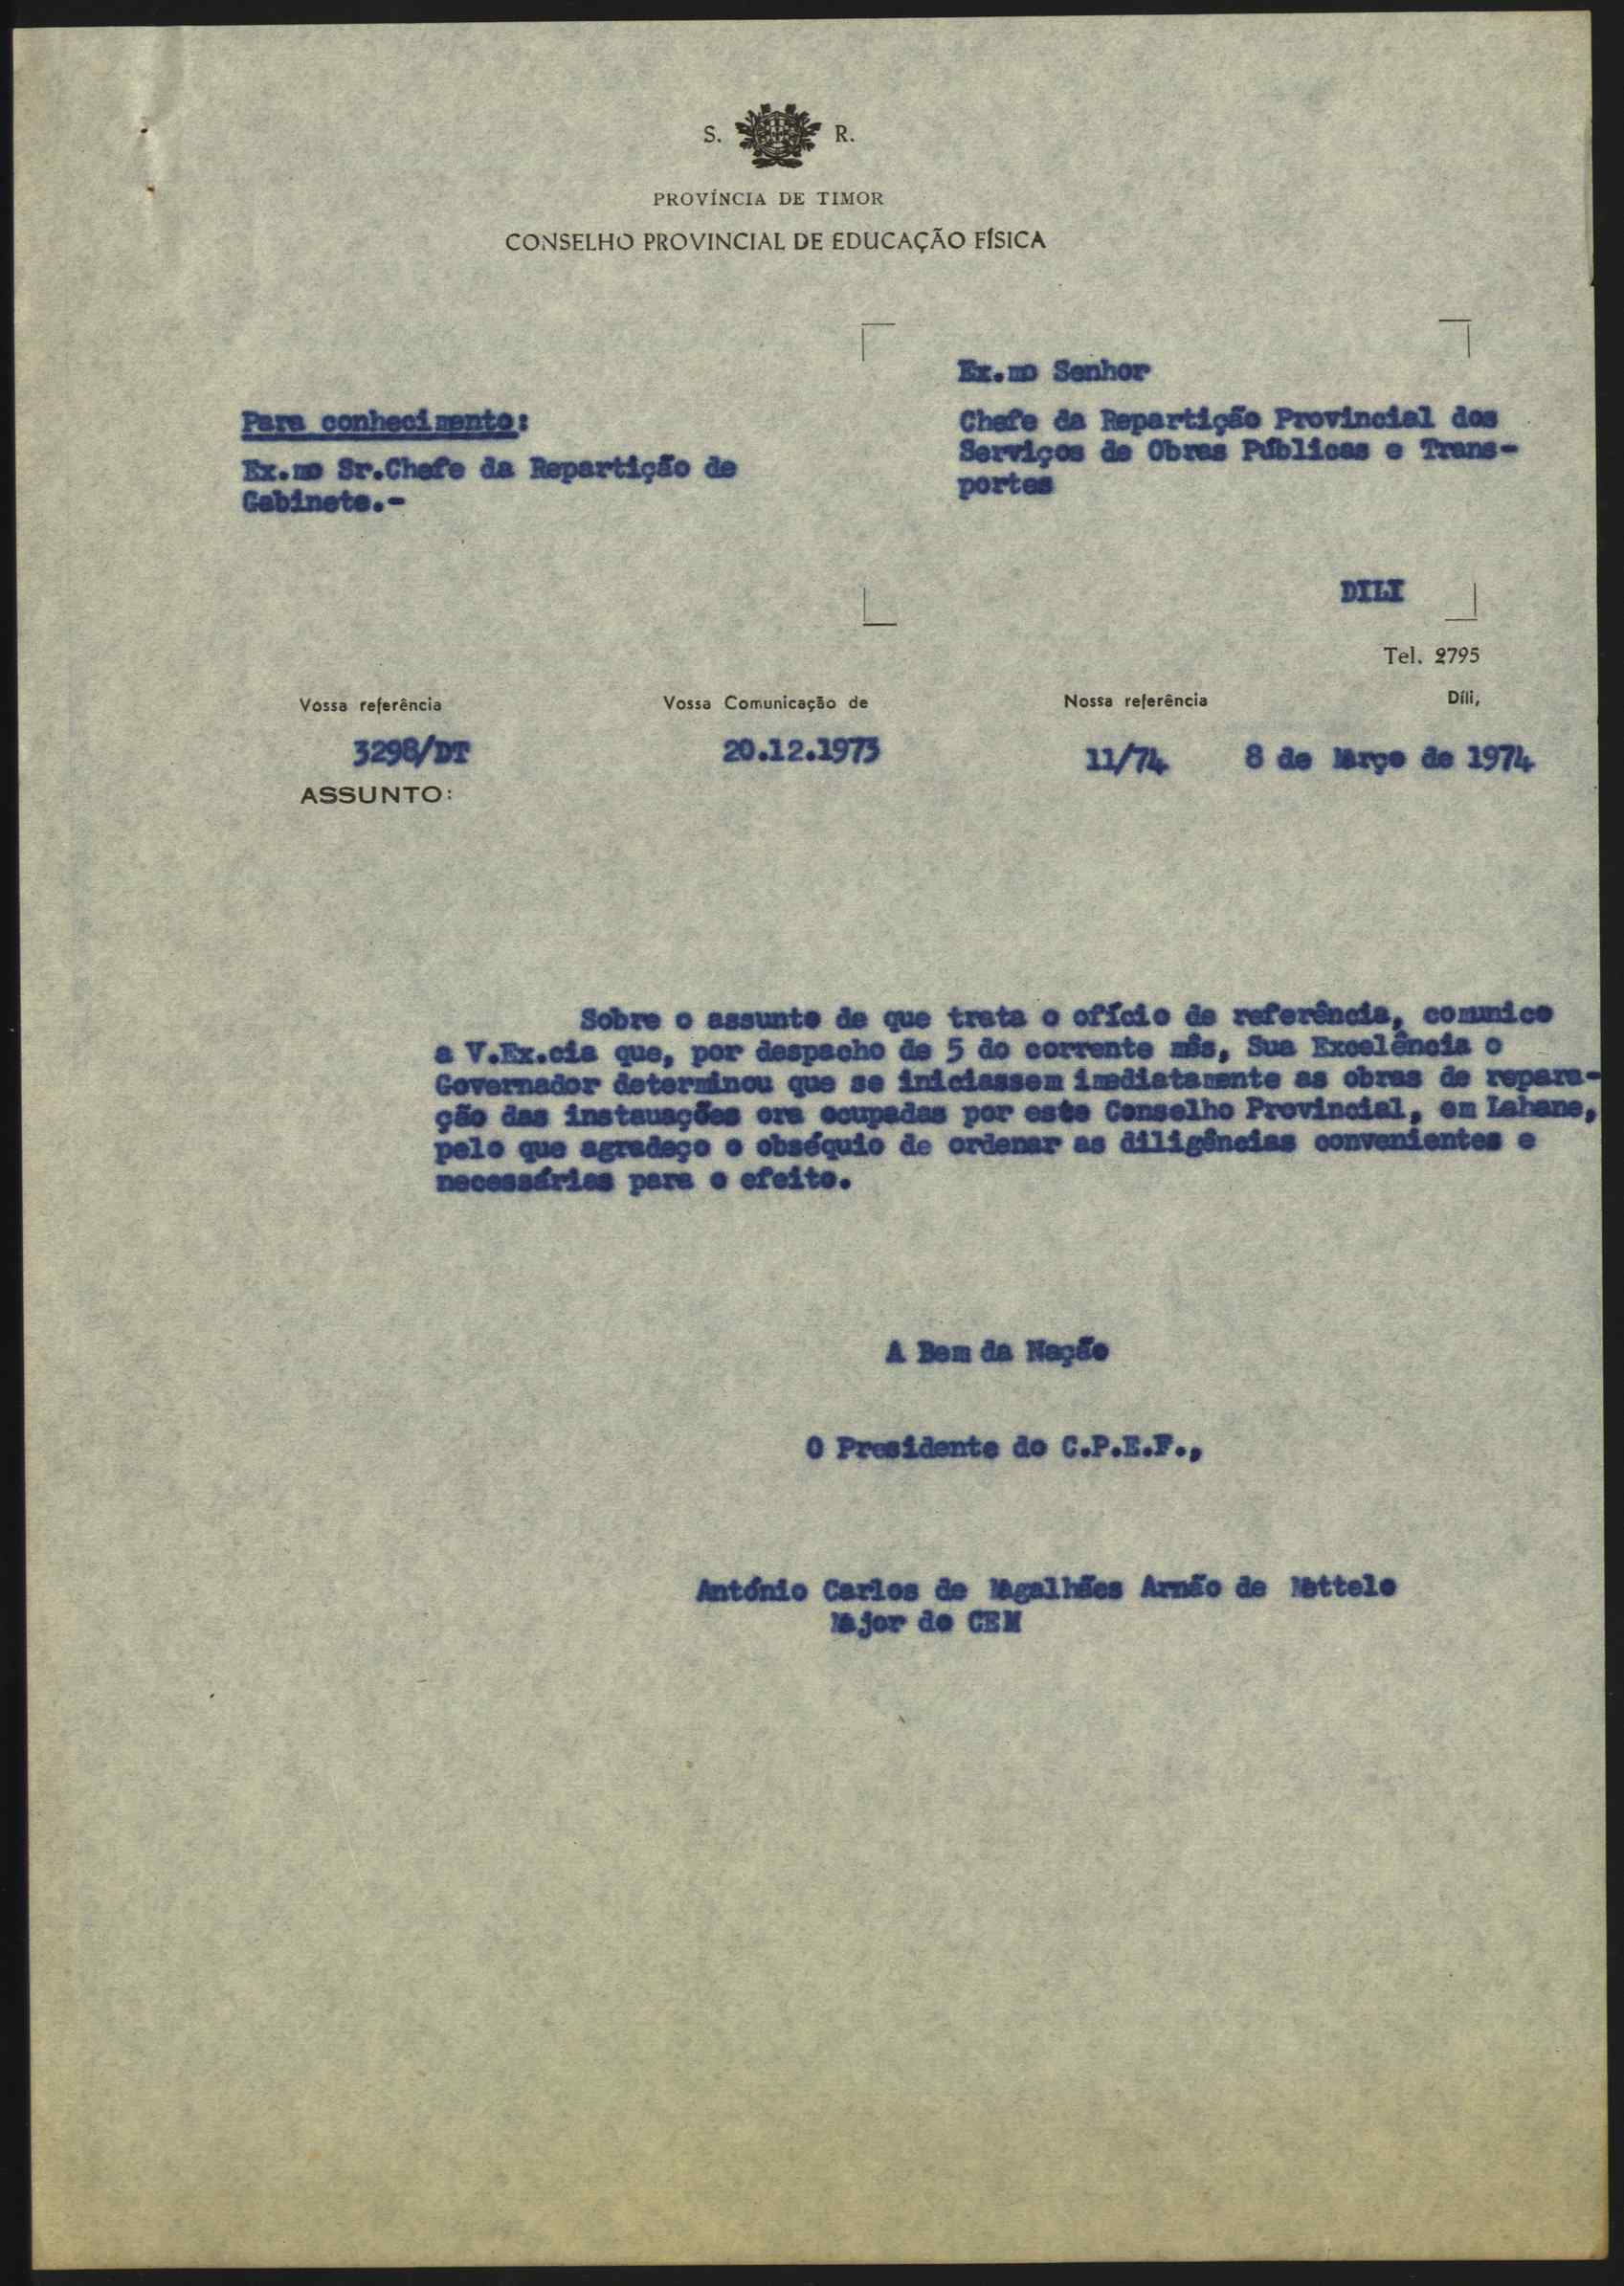 S. R.
PROVÍNCIA DE TIMOR
CONSELHO PROVINCIAL DE EDUCAÇÃO FÍSICA
Ex.mo Senhor
Chefe da Repartição Provincial dos
Serviços de Obras Públicas e Trans-
portes
DILI
Para conhecimento:
Ex.mo Sr.Chefe da Repartição de
Gabinete.-
Tel. 2795
Vossa referência Vossa Comunicação de Nossa referência Díli,
3298/DT 20.12.1973 11/74 8 de Março de 1974
ASSUNTO:
Sobre o assunto de que trata o ofício de referência, comunico
a V.Ex.cia que, por despacho de 5 do corrente mês, Sua Excelência o
Governador determinou que se iniciassem imediatamente as obras de repara-
ção das instauações ora ocupadas por este Conselho Provincial, em Lahane,
pelo que agradeço o obséquio de ordenar as diligências convenientes e
necessárias para o efeito.
A Bem da Nação
O Presidente do C.P.E.F.,
António Carlos de Magalhães Arnão de Mattelo
Major do CEM